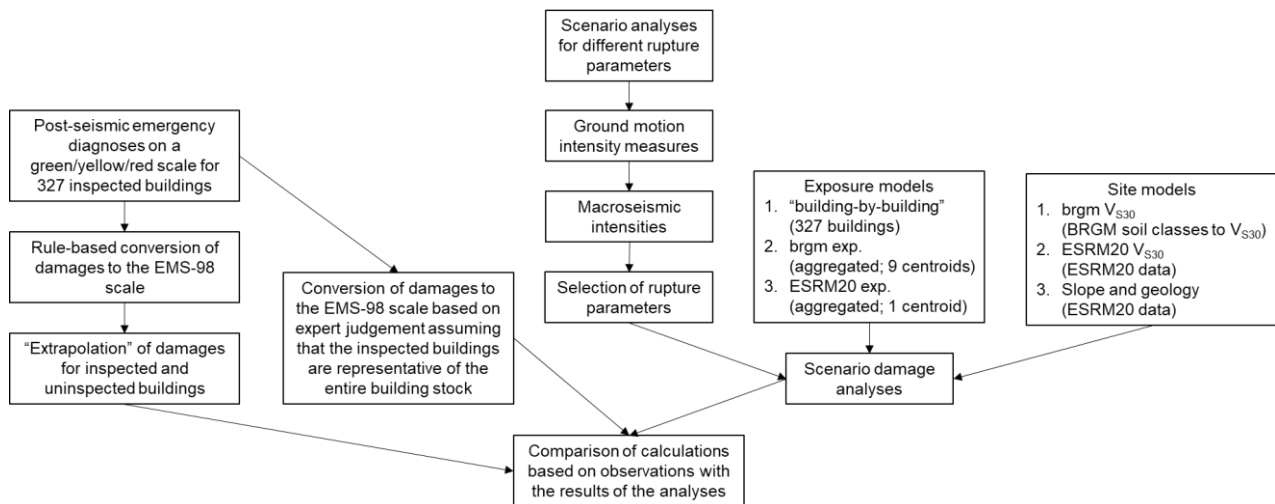 Scenario analyses
for different rupture
parameters
Post-seismic emergency
diagnoses on a
green/yellow/red scale for
327 inspected buildings
Ground motion
intensity measures
Macroseismic
intensities
Selection of rupture
parameters
Exposure models
1. “building-by-building”
(327 buildings)
2. brgm exp.
(aggregated; 9 centroids)
3. ESRM20 exp.
(aggregated; 1 centroid)
Site models
1. brgm VS30
(BRGM soil classes to VS30)
2. ESRM20 VS30
(ESRM20 data)
3. Slope and geology
(ESRM20 data)
Rule-based conversion of
damages to the EMS-98
scale
“Extrapolation” of damages
for inspected and
uninspected buildings
Conversion of damages to
the EMS-98 scale based on
expert judgement assuming
that the inspected buildings
are representative of the
entire building stock
Scenario damage
analyses
Comparison of calculations
based on observations with
the results of the analyses